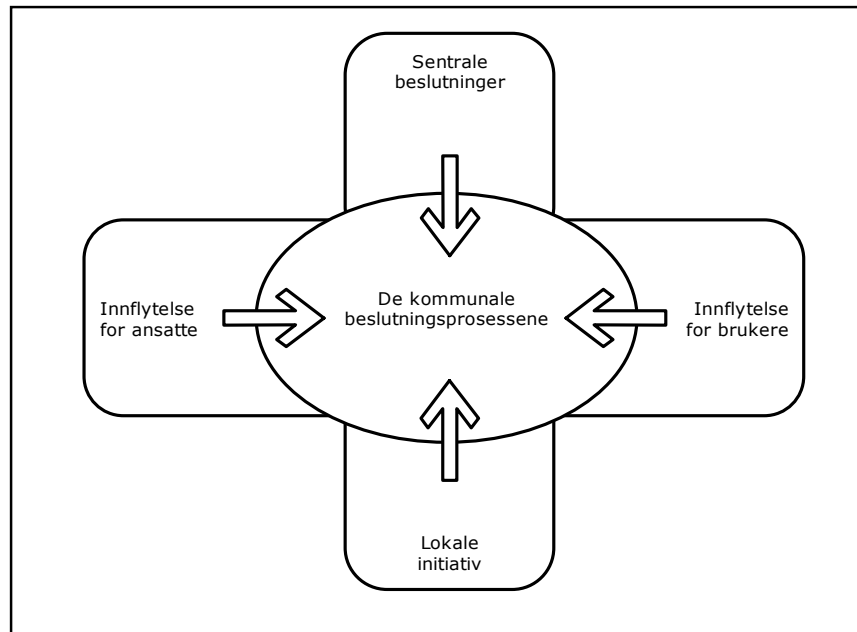 Sentrale
beslutninger
Innflytelse
for ansatte
De kommunale
beslutningsprosessene
Innflytelse
for brukere
Lokale
initiativ